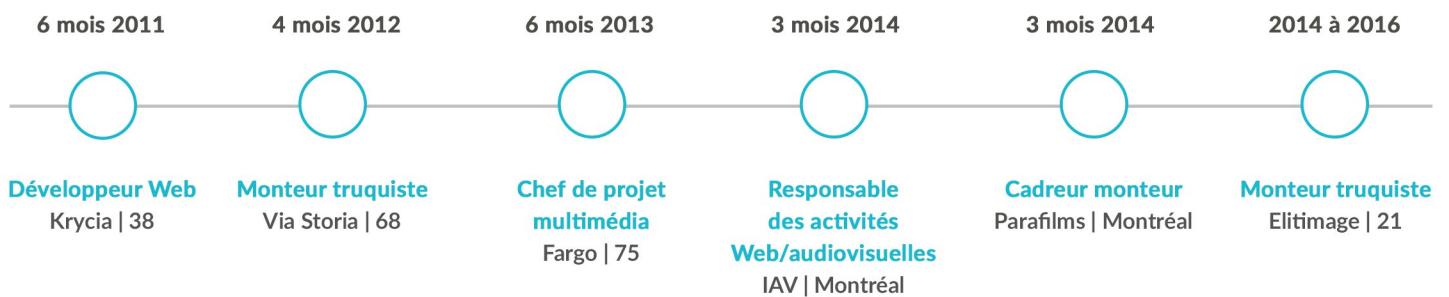 6 mois 2011
4 mois 2012
6 mois 2013
3 mois 2014
3 mois 2014
2014 à 2016
Développeur Web
Krycia | 38
Monteur truquiste
Via Storia | 68
Chef de projet
multimédia
Fargo | 75
Responsable
des activités
Web/audiovisuelles
IAV | Montréal
Cadreur monteur
Parafilms | Montréal
Monteur truquiste
Elitimage | 21